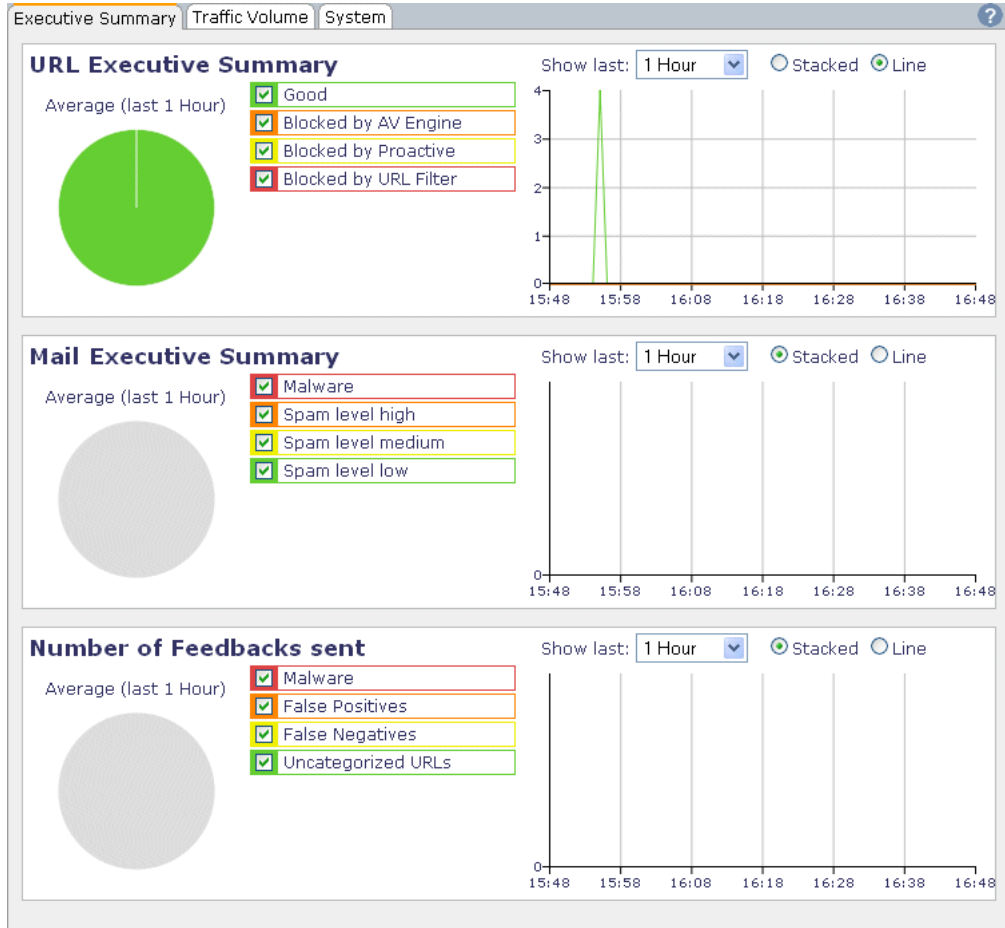 Executive Summary Traffic Volume System ?
URL Executive Summary
Show last: 1 Hour Stacked Line
Average (last 1 Hour)
Good
Blocked by AV Engine
Blocked by Proactive
Blocked by URL Filter
4
3
2
1
0
15:48 15:58 16:08 16:18 16:28 16:38 16:48
Mail Executive Summary
Show last: 1 Hour Stacked Line
Average (last 1 Hour)
Malware
Spam level high
Spam level medium
Spam level low
0
15:48 15:58 16:08 16:18 16:28 16:38 16:48
Number of Feedbacks sent
Show last: 1 Hour Stacked Line
Average (last 1 Hour)
Malware
False Positives
False Negatives
Uncategorized URLs
0
15:48 15:58 16:08 16:18 16:28 16:38 16:48